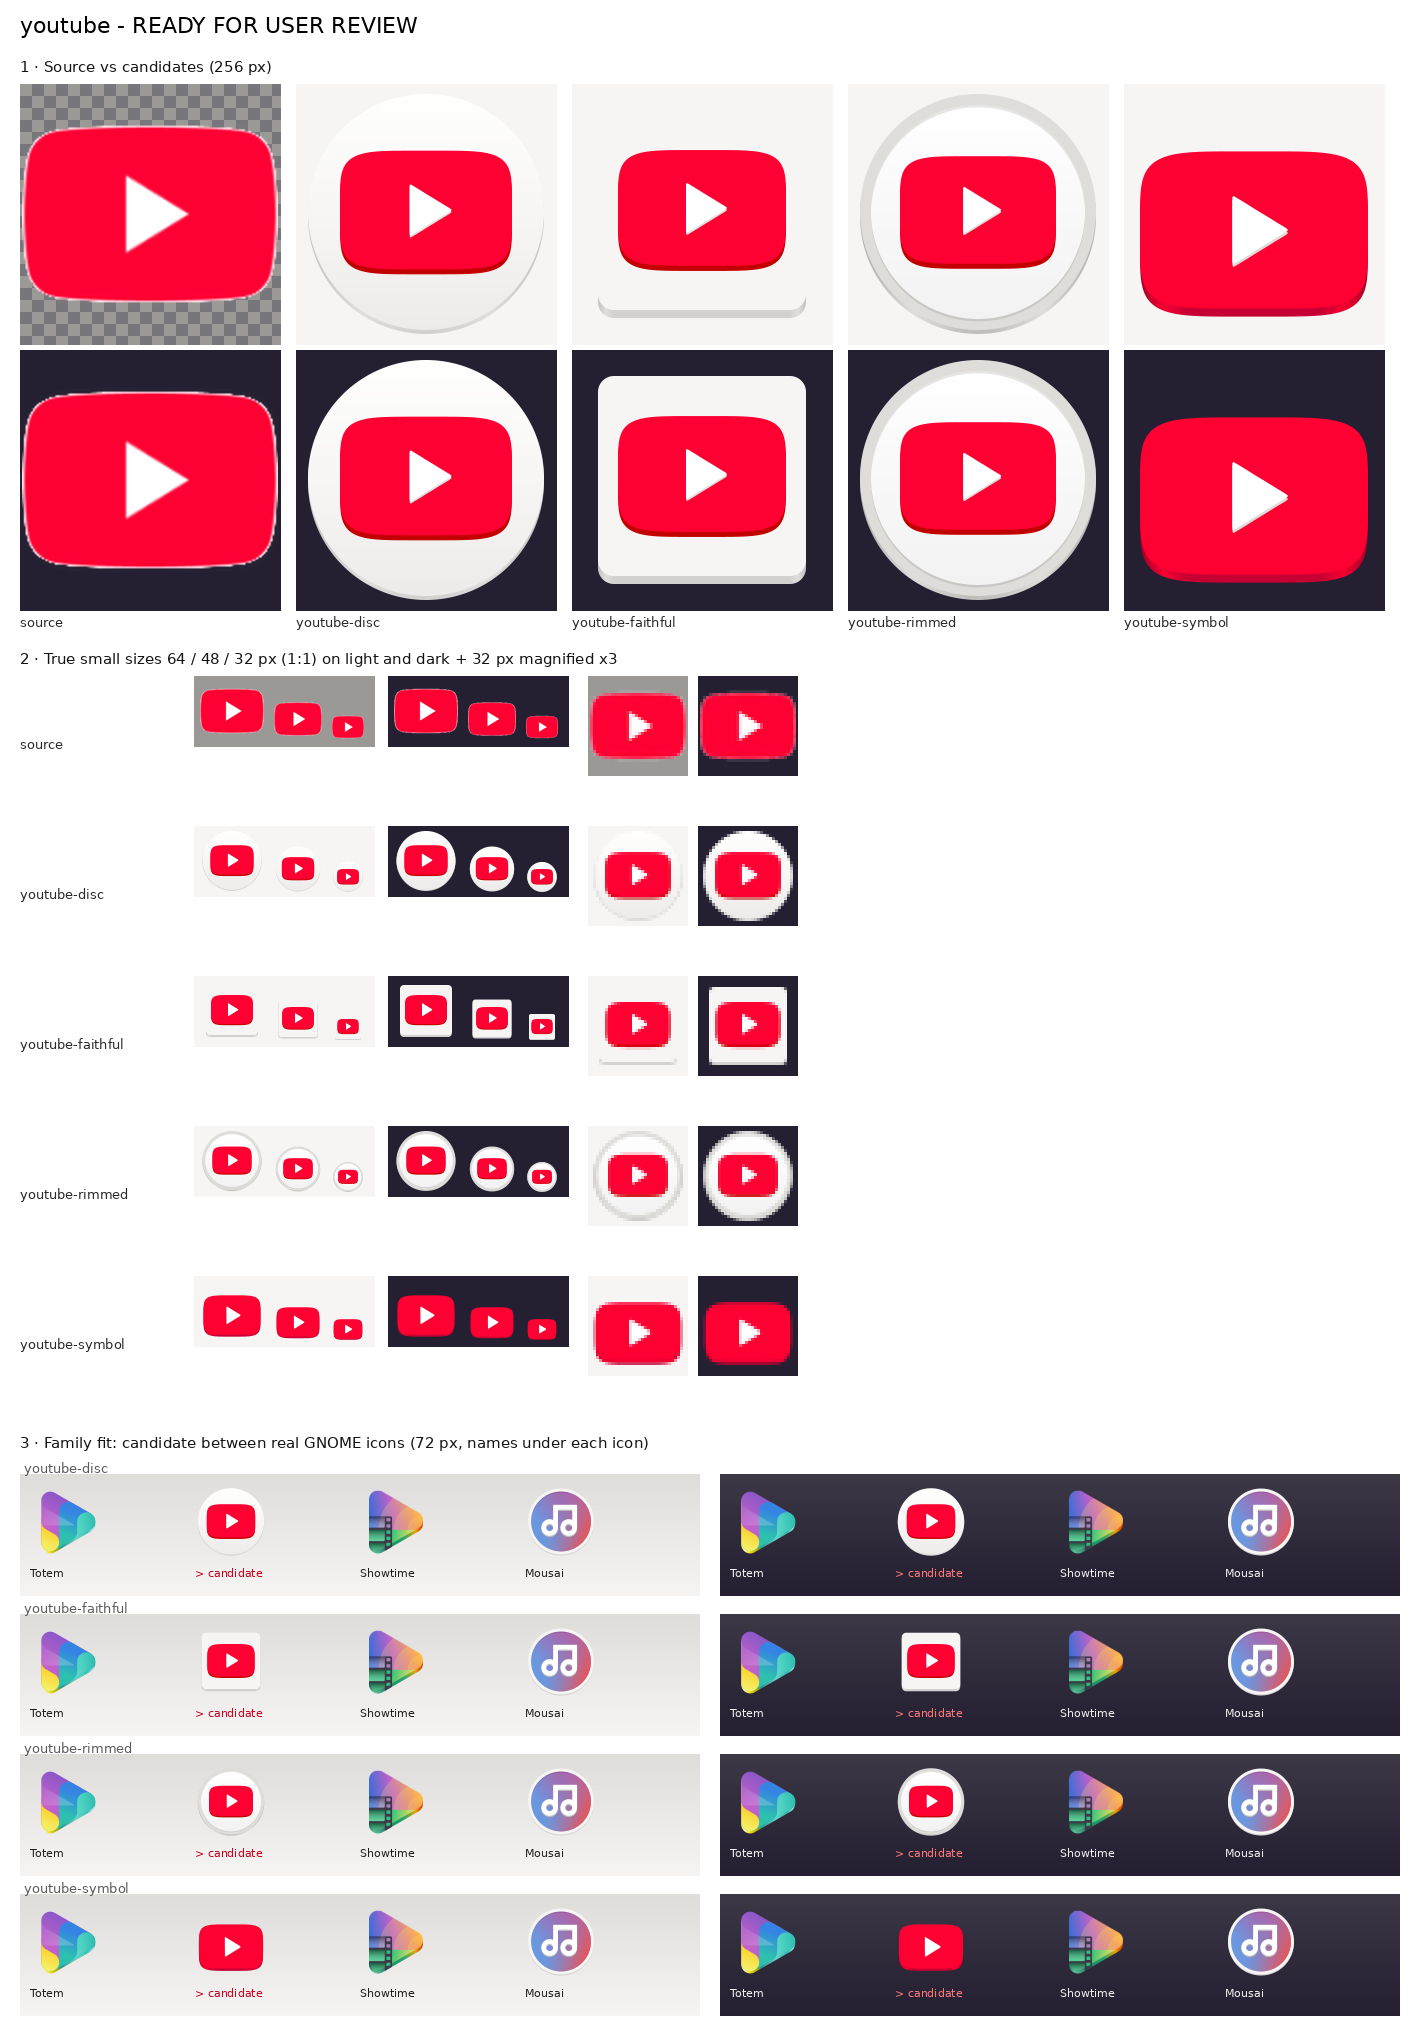 youtube - READY FOR USER REVIEW
1 · Source vs candidates (256 px)
source youtube-disc youtube-faithful youtube-rimmed youtube-symbol
2 · True small sizes 64 / 48 / 32 px (1:1) on light and dark + 32 px magnified x3
source
youtube-disc
youtube-faithful
youtube-rimmed
youtube-symbol
3 · Family fit: candidate between real GNOME icons (72 px, names under each icon)
youtube-disc
Totem > candidate Showtime Mousai Totem > candidate Showtime Mousai
youtube-faithful
Totem > candidate Showtime Mousai Totem > candidate Showtime Mousai
youtube-rimmed
Totem > candidate Showtime Mousai Totem > candidate Showtime Mousai
youtube-symbol
Totem > candidate Showtime Mousai Totem > candidate Showtime Mousai